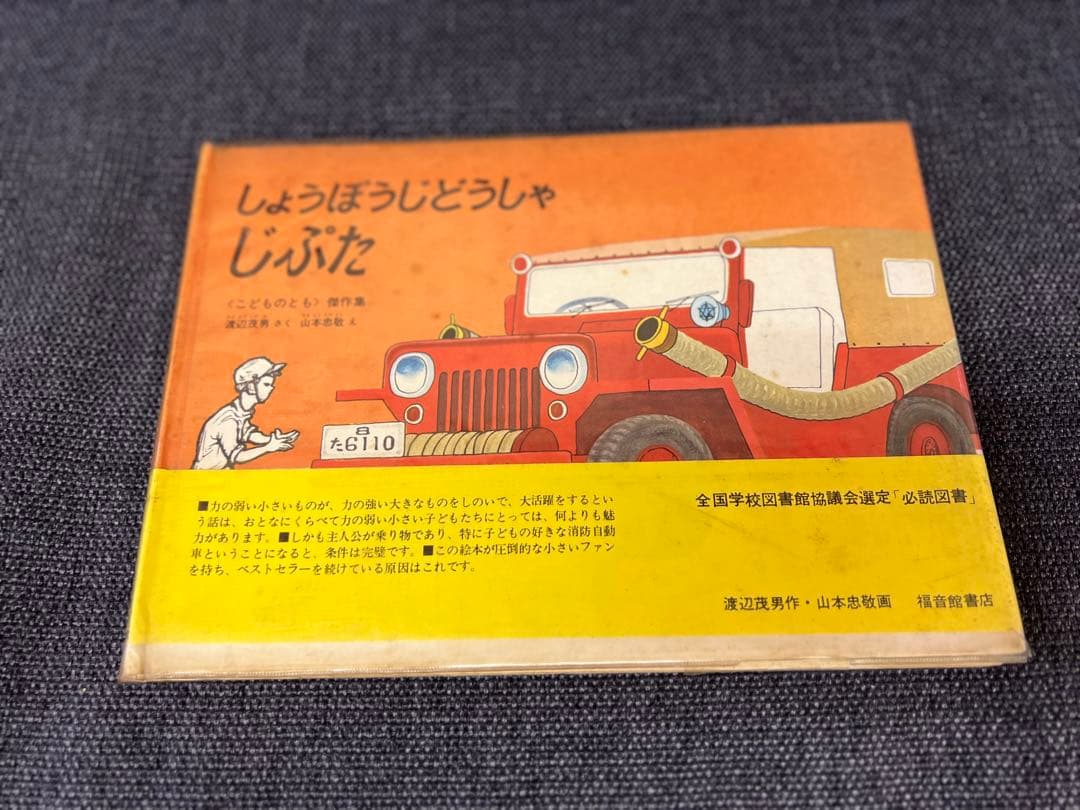 しょうぼうじどうしゃ
じぷた
〈こどものとも〉傑作集
渡辺茂男 さく 山本忠敬 え
8
た6110
■力の弱い小さいものが、力の強い大きなものをしのいで、大活躍をするとい
う話は、おとなにくらべて力の弱い小さい子どもたちにとっては、何よりも魅
力があります。■しかも主人公が乗り物であり、特に子どもの好きな消防自動
車ということになると、条件は完璧です。■この絵本が圧倒的な小さいファン
を持ち、ベストセラーを続けている原因はこれです。
全国学校図書館協議会選定「必読図書」
渡辺茂男作・山本忠敬画 福音館書店